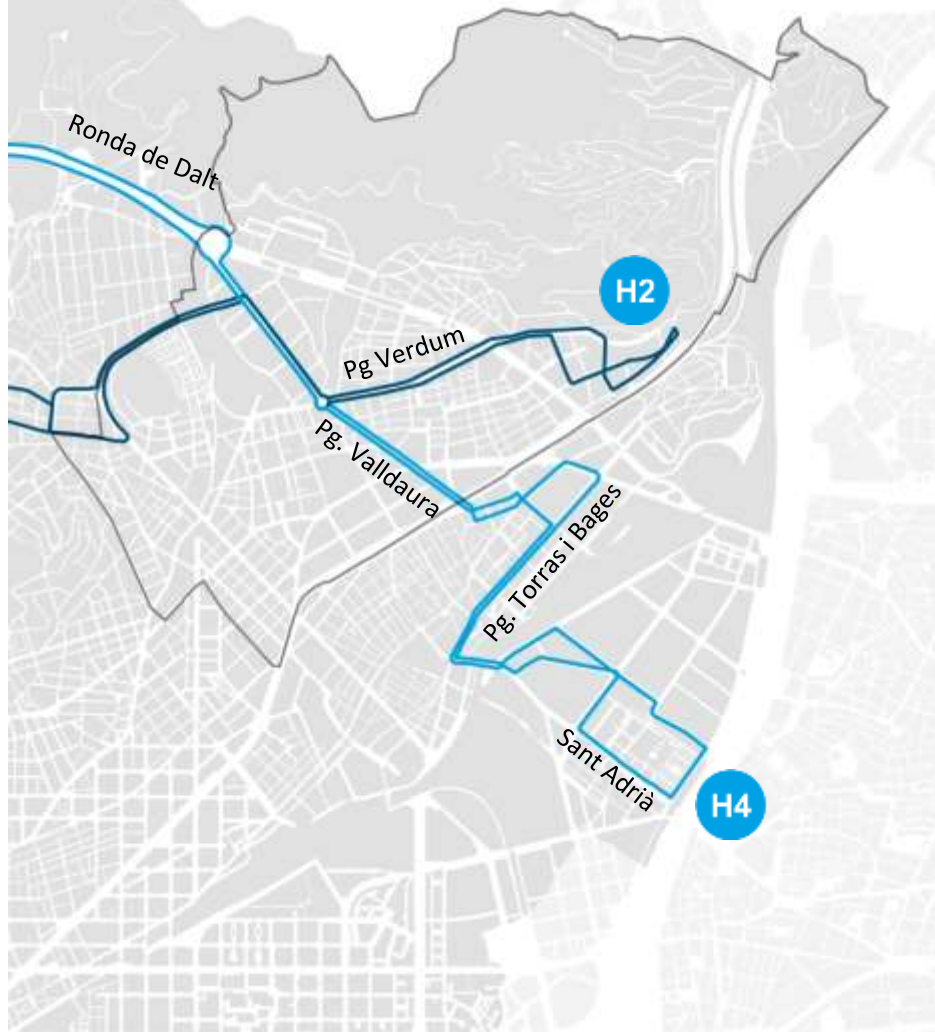 Ronda de Dalt
H2
Pg Verdum
Pg. Valldaura
Pg. Torras i Bages
Sant Adrià
H4